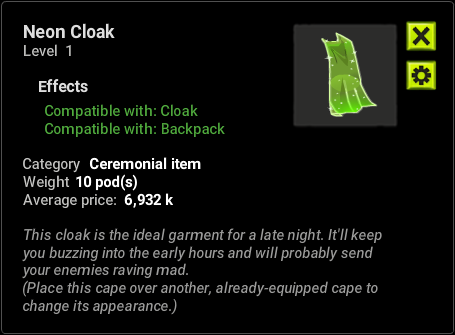 Neon Cloak
Level 1
Effects
Compatible with: Cloak
Compatible with: Backpack
Category Ceremonial item
Weight 10 pod(s)
Average price: 6,932 k
This cloak is the ideal garment for a late night. It'll keep
you buzzing into the early hours and will probably send
your enemies raving mad.
(Place this cape over another, already-equipped cape to
change its appearance.)